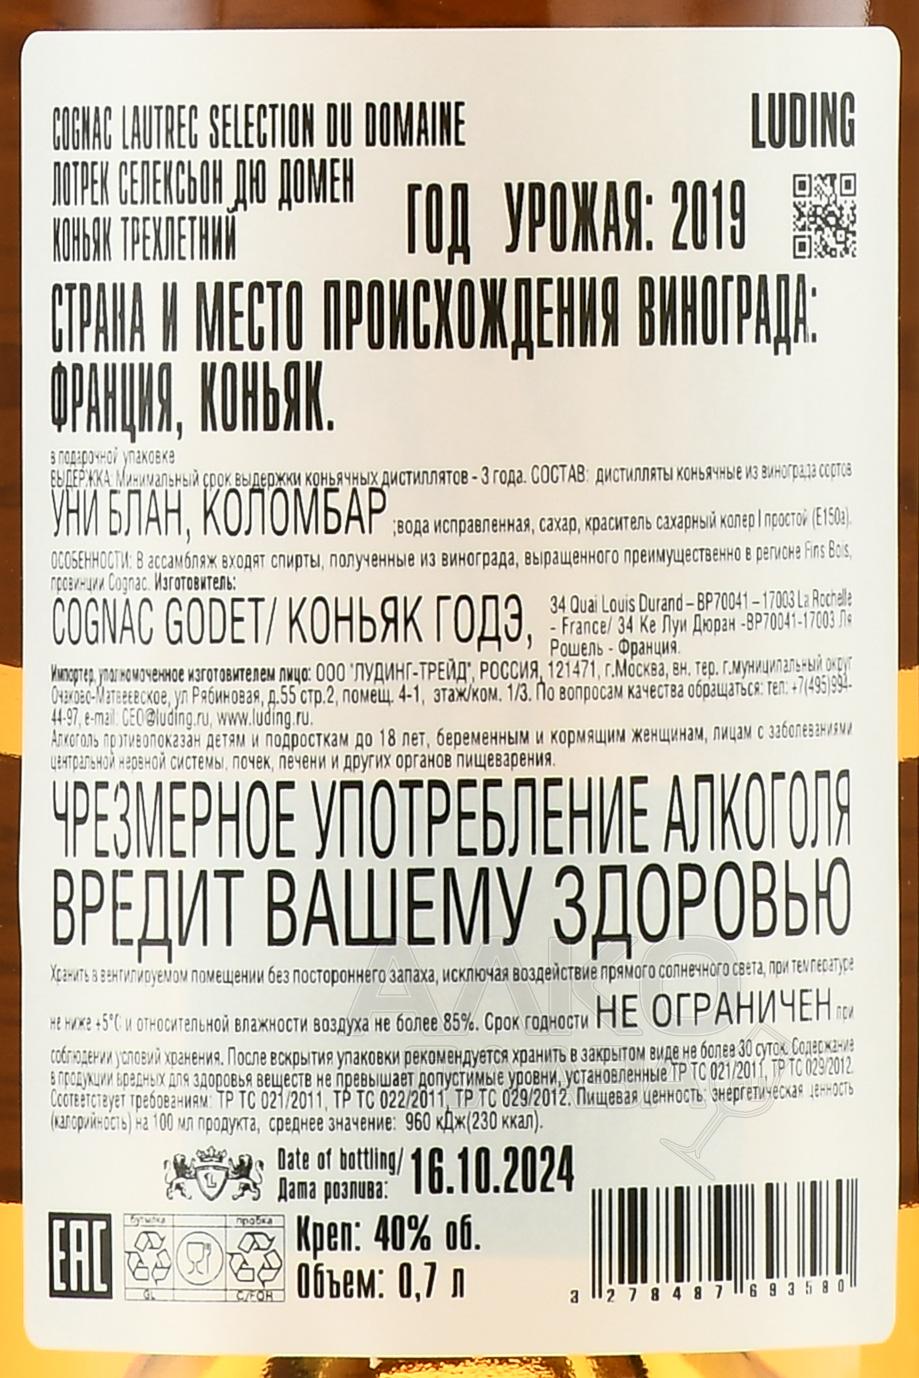 COGNAC LAUTREC SELECTION DU DOMAINE
LUDING
ЛОТРЕК СЕЛЕКСЬОН ДЮ ДОМЕН
КОНЬЯК ТРЕХЛЕТНИЙ
ГОД УРОЖАЯ: 2019
СТРАНА И МЕСТО ПРОИСХОЖДЕНИЯ ВИНОГРАДА:
ФРАНЦИЯ, КОНЬЯК.
в подарочной упаковке
ВЫДЕРЖКА: Минимальный срок выдержки коньячных дистиллятов - 3 года. СОСТАВ: дистилляты коньячные из винограда сортов
УНИ БЛАН, КОЛОМБАР ;вода исправленная, сахар, краситель сахарный колер I простой (Е150а).
ОСОБЕННОСТИ: В ассамбляж входят спирты, полученные из винограда, выращенного преимущественно в регионе Fins Bois,
провинции Cognac. Изготовитель:
COGNAC GODET/ КОНЬЯК ГОДЭ,
34 Quai Louis Durand – BP70041 – 17003 La Rochelle
- France/ 34 Ке Луи Дюран -BP70041-17003 Ля
Рошель - Франция.
Импортер, уполномоченное изготовителем лицо: ООО "ЛУДИНГ-ТРЕЙД", РОССИЯ, 121471, г.Москва, вн. тер. г.муниципальный округ
Очаково-Матвеевское, ул Рябиновая, д.55 стр.2, помещ. 4-1, этаж/ком. 1/3. По вопросам качества обращаться: тел: +7(495)994-
44-97, e-mail: CEO@luding.ru, www.luding.ru.
Алкоголь противопоказан детям и подросткам до 18 лет, беременным и кормящим женщинам, лицам с заболеваниями
центральной нервной системы, почек, печени и других органов пищеварения.
ЧРЕЗМЕРНОЕ УПОТРЕБЛЕНИЕ АЛКОГОЛЯ
ВРЕДИТ ВАШЕМУ ЗДОРОВЬЮ
Хранить в вентилируемом помещении без постороннего запаха, исключая воздействие прямого солнечного света, при температуре
не ниже +5°С и относительной влажности воздуха не более 85%. Срок годности НЕ ОГРАНИЧЕН при
соблюдении условий хранения. После вскрытия упаковки рекомендуется хранить в закрытом виде не более 30 суток. Содержание
в продукции вредных для здоровья веществ не превышает допустимые уровни, установленные ТР ТС 021/2011, ТР ТС 029/2012.
Соответствует требованиям: ТР ТС 021/2011, ТР ТС 022/2011, ТР ТС 029/2012. Пищевая ценность: энергетическая ценность
(калорийность) на 100 мл продукта, среднее значение: 960 кДж(230 ккал).
Date of bottling/
Дата розлива:
16.10.2024
EAC
бутылка пробка
GL C/FOR
Креп: 40% об.
Объем: 0,7 л
3 278487 693580